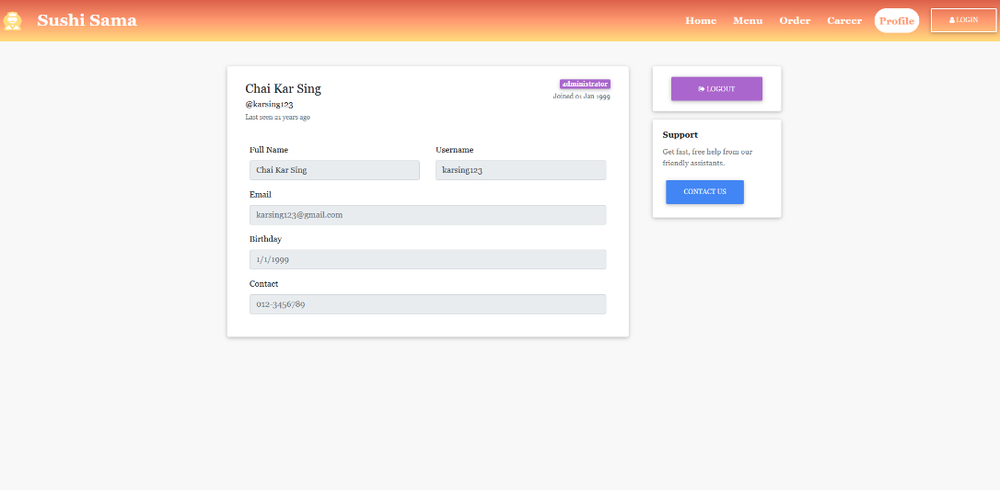 Sushi Sama
Home Menu Order Career Profile LOGIN
Chai Kar Sing
administrator
@karsing123
Joined 01 Jan 1999
Last seen 21 years ago
Full Name
Username
Chai Kar Sing
karsing123
Email
karsing123@gmail.com
Birthday
1/1/1999
Contact
012-3456789
LOGOUT
Support
Get fast, free help from our
friendly assistants.
CONTACT US